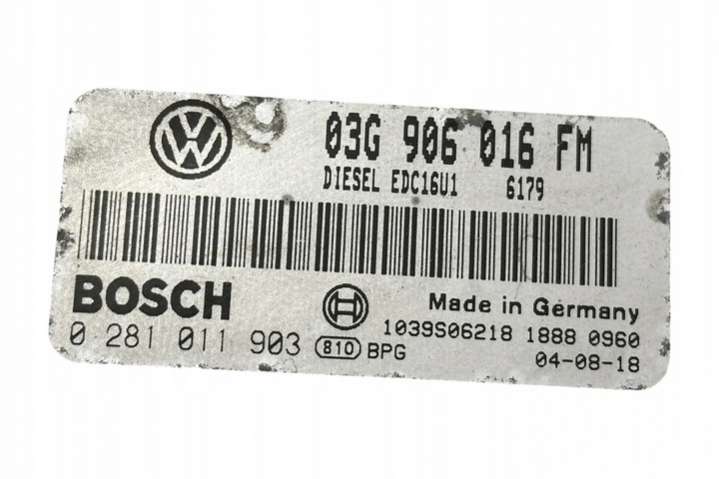 03G 906 016 FM
DIESEL EDC16U1 6179
BOSCH
Made in Germany
0 281 011 903 810 BPG
1039S06218 1888 0960
04-08-18